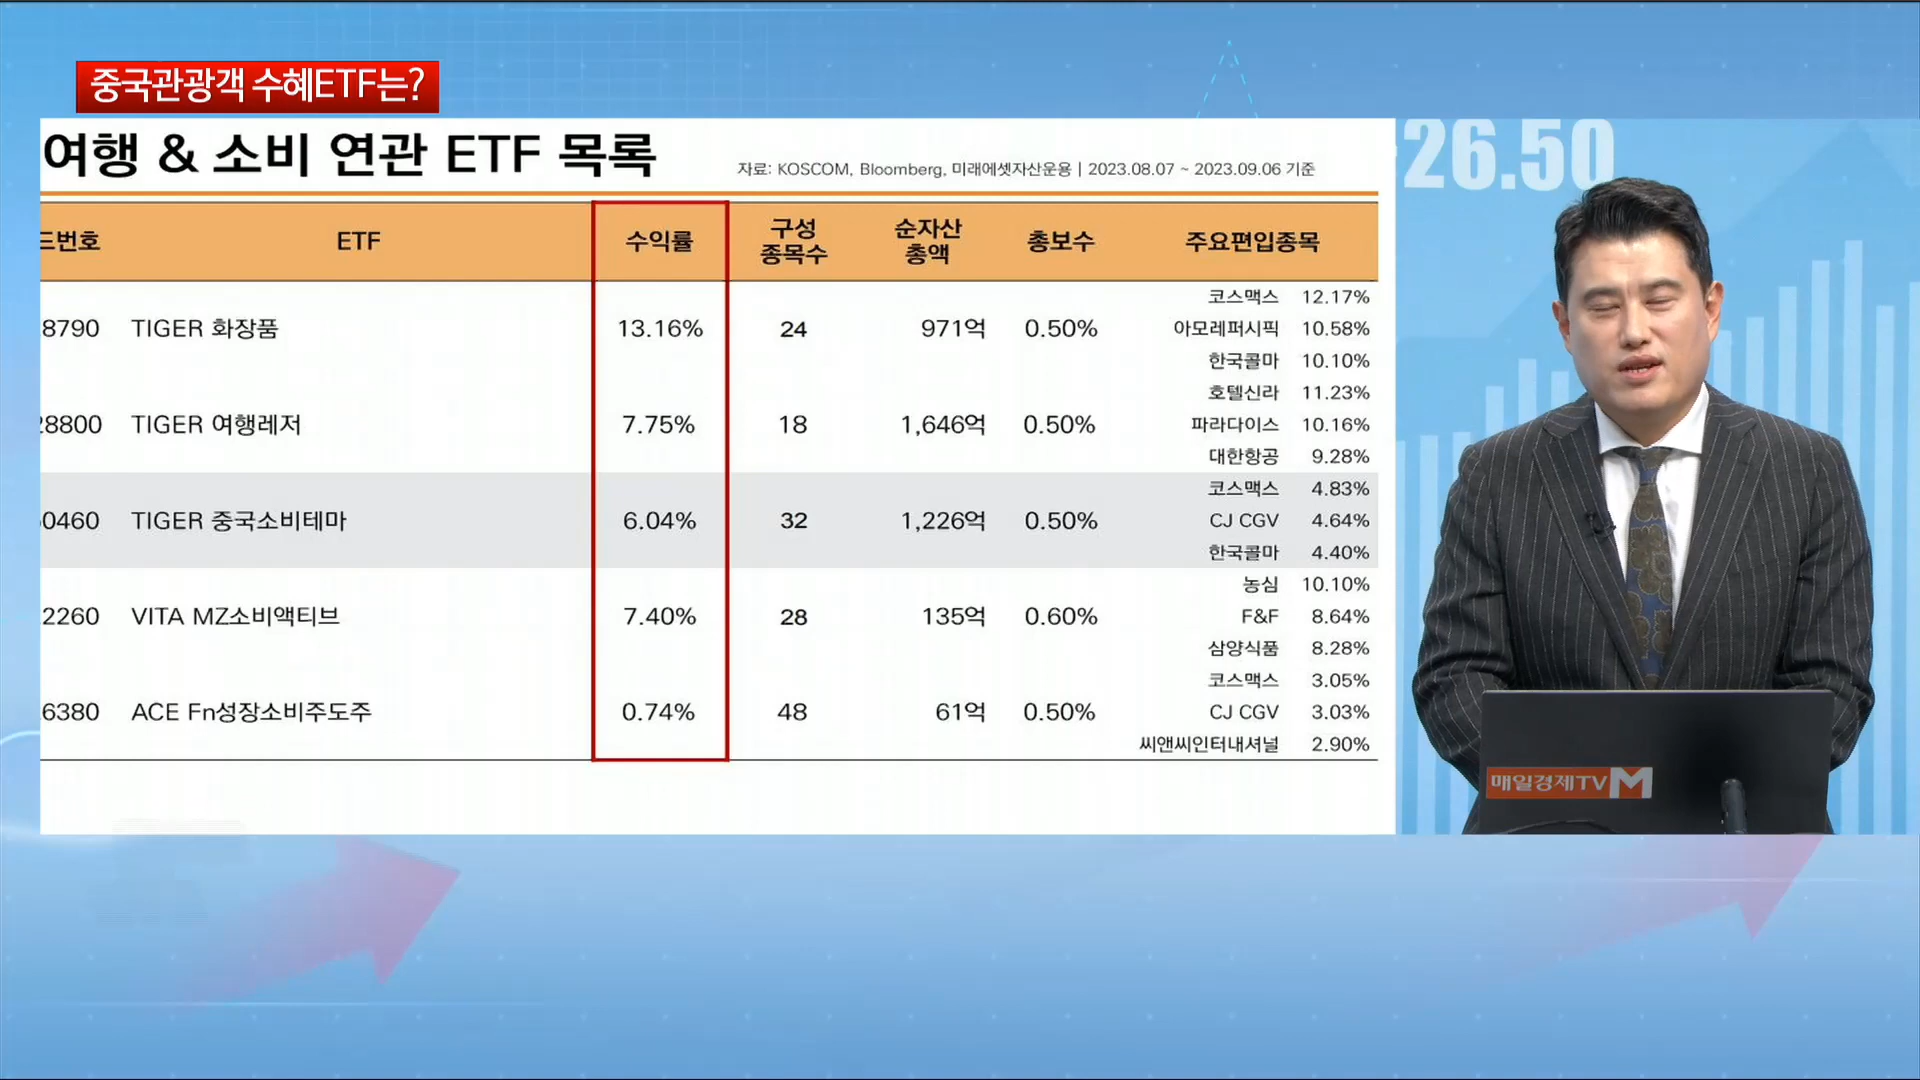 중국관광객 수혜ETF는?
여행 & 소비 연관 ETF 목록
자료: KOSCOM, Bloomberg, 미래에셋자산운용 | 2023.08.07 ~ 2023.09.06 기준
26.50
드번호 ETF 수익률 구성 종목수 순자산 총액 총보수 주요편입종목
8790 TIGER 화장품 13.16% 24 971억 0.50%
코스맥스 12.17%
아모레퍼시픽 10.58%
한국콜마 10.10%
28800 TIGER 여행레저 7.75% 18 1,646억 0.50%
호텔신라 11.23%
파라다이스 10.16%
대한항공 9.28%
0460 TIGER 중국소비테마 6.04% 32 1,226억 0.50%
코스맥스 4.83%
CJ CGV 4.64%
한국콜마 4.40%
2260 VITA MZ소비액티브 7.40% 28 135억 0.60%
농심 10.10%
F&F 8.64%
삼양식품 8.28%
6380 ACE Fn성장소비주도주 0.74% 48 61억 0.50%
코스맥스 3.05%
CJ CGV 3.03%
씨앤씨인터내셔널 2.90%
매일경제TV M